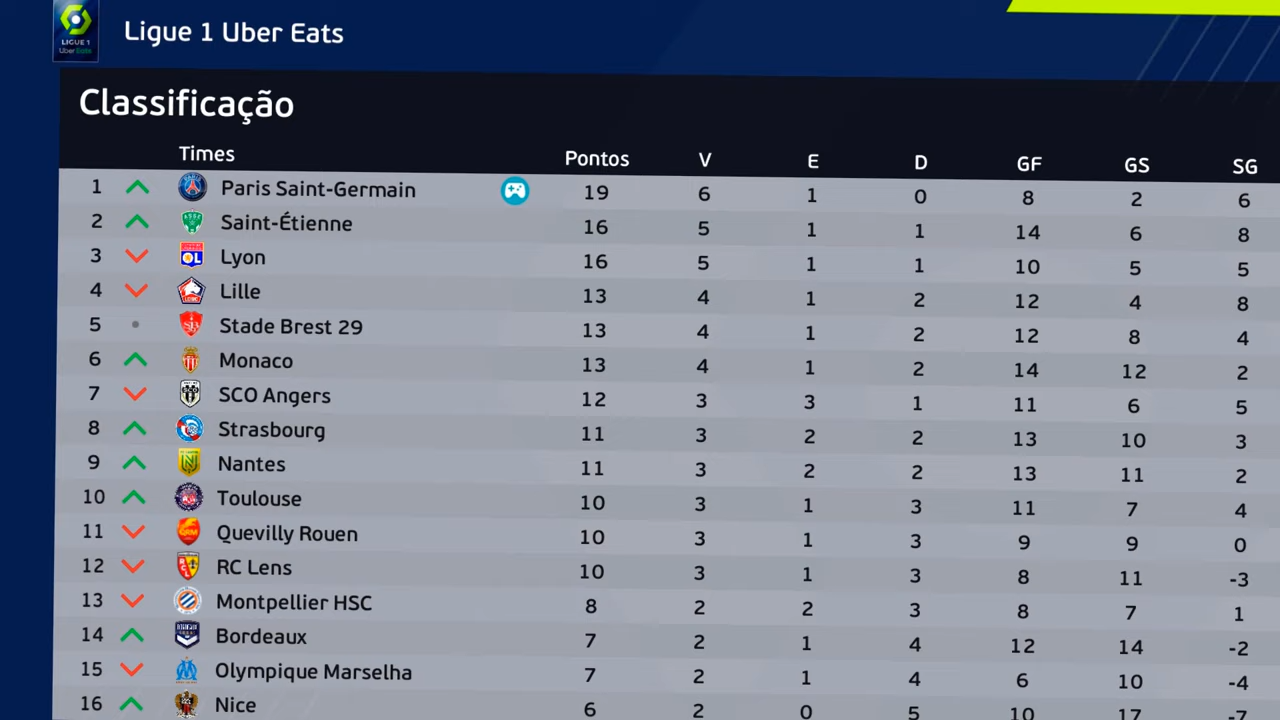 LIGUE 1
Uber Eats
Ligue 1 Uber Eats
Classificação
Times Pontos V E D GF GS SG
1 Paris Saint-Germain 19 6 1 0 8 2 6
2 Saint-Étienne 16 5 1 1 14 6 8
3 Lyon 16 5 1 1 10 5 5
4 Lille 13 4 1 2 12 4 8
5 Stade Brest 29 13 4 1 2 12 8 4
6 Monaco 13 4 1 2 14 12 2
7 SCO Angers 12 3 3 1 11 6 5
8 Strasbourg 11 3 2 2 13 10 3
9 Nantes 11 3 2 2 13 11 2
10 Toulouse 10 3 1 3 11 7 4
11 Quevilly Rouen 10 3 1 3 9 9 0
12 RC Lens 10 3 1 3 8 11 -3
13 Montpellier HSC 8 2 2 3 8 7 1
14 Bordeaux 7 2 1 4 12 14 -2
15 Olympique Marselha 7 2 1 4 6 10 -4
16 Nice 6 2 0 5 10 17 -7